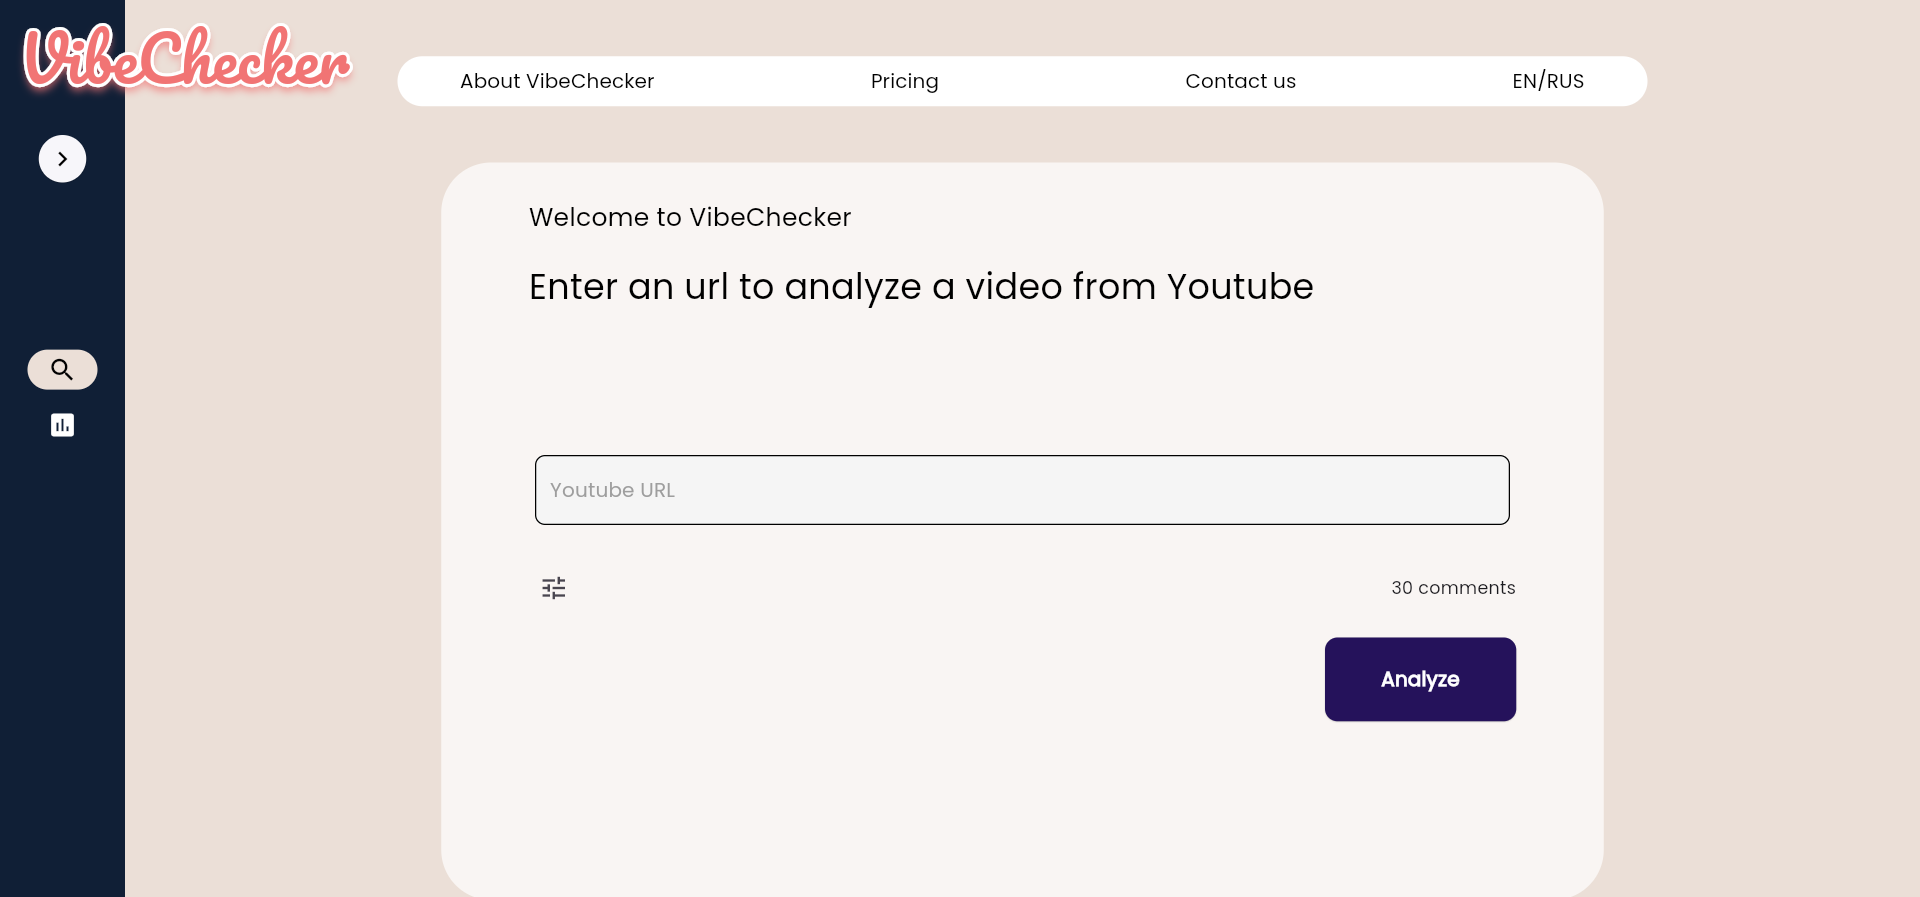 VibeChecker
About VibeChecker Pricing Contact us EN/RUS
Welcome to VibeChecker
Enter an url to analyze a video from Youtube
Youtube URL
30 comments
Analyze